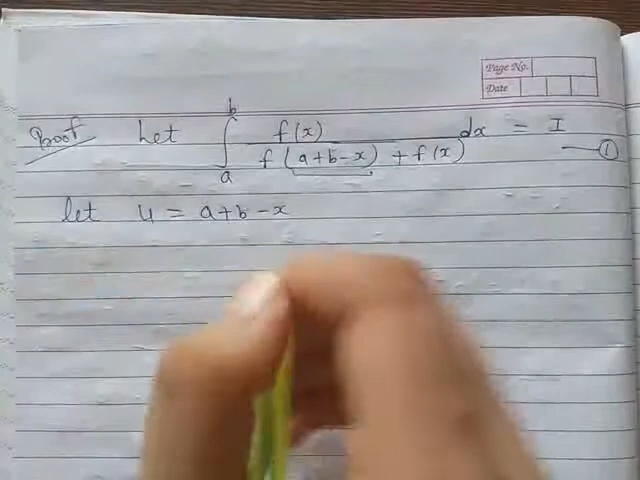 Page No.
Date
Proof Let ∫_a^b f(x) / (f(a+b-x) + f(x)) dx = I —①
let u = a+b-x